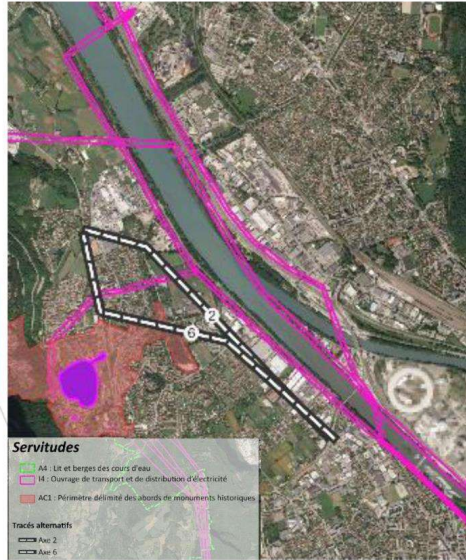 2
6
Servitudes
A4 : Lit et berges des cours d'eau
I4 : Ouvrage de transport et de distribution d'électricité
AC1 : Périmètre délimité des abords de monuments historiques
Tracés alternatifs
Axe 2
Axe 6